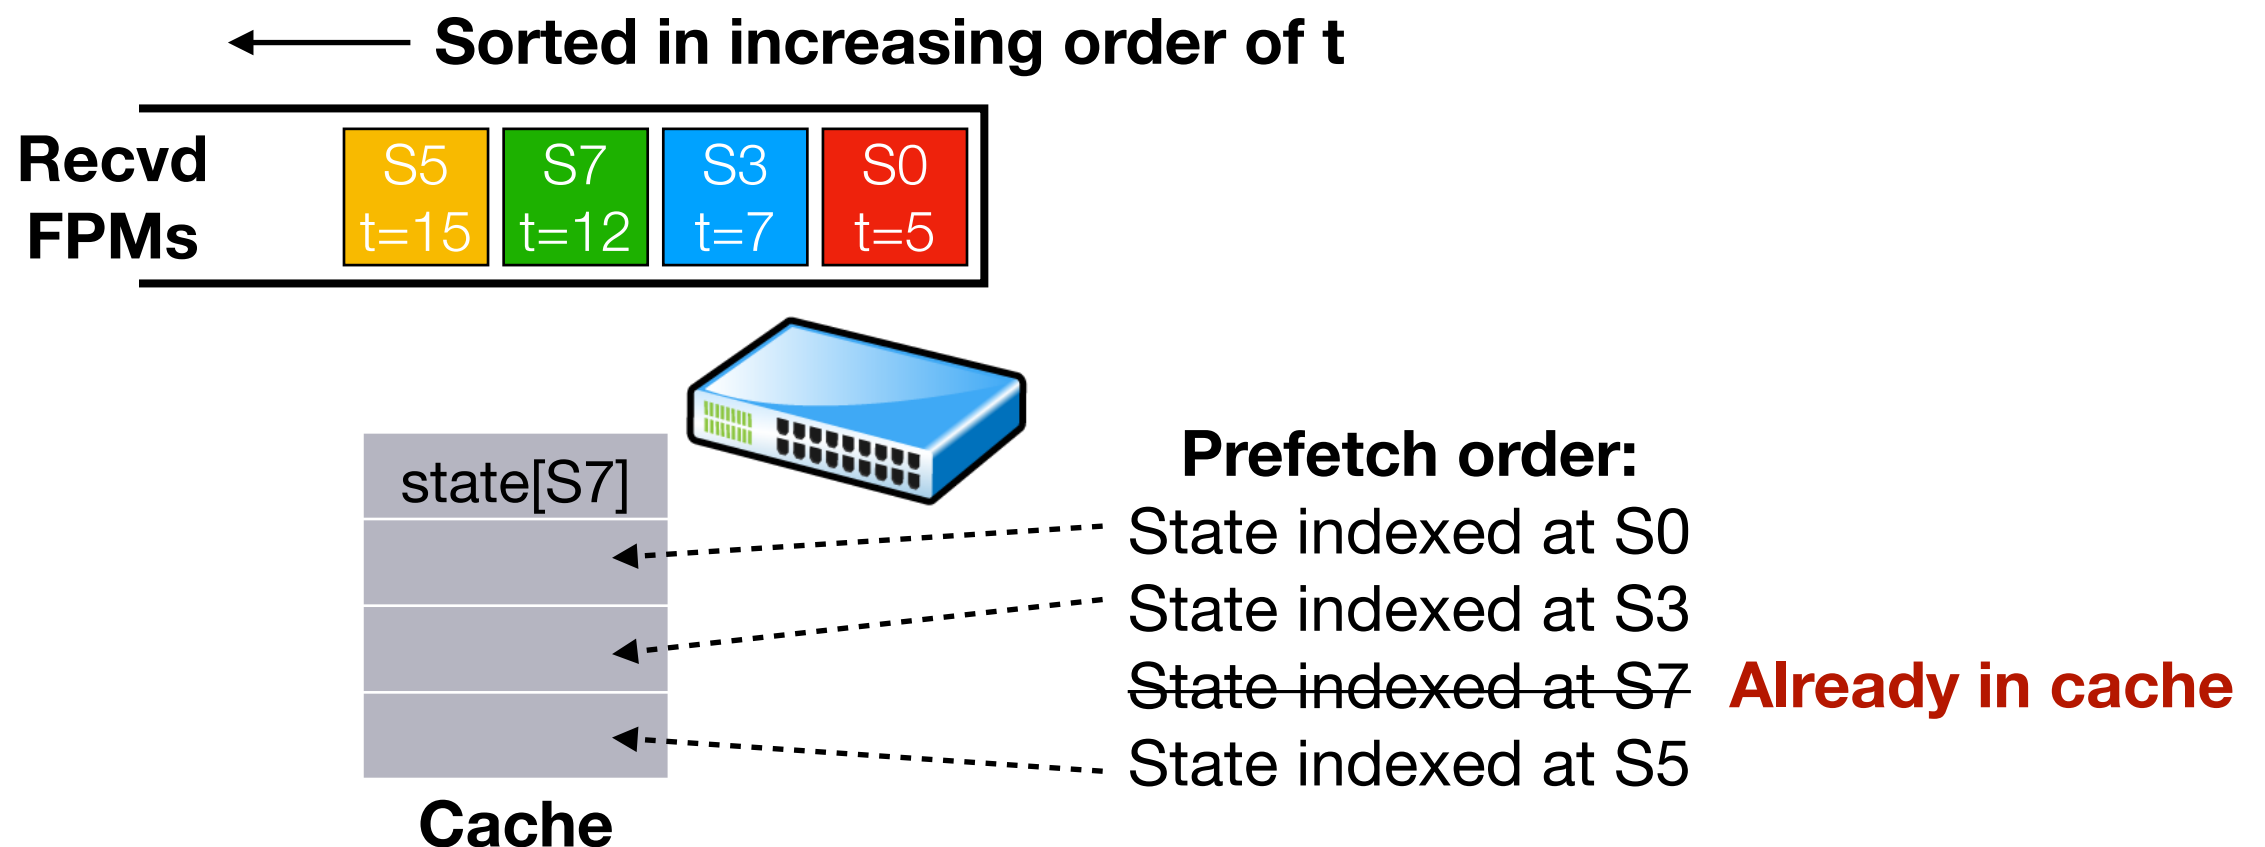 Sorted in increasing order of t
Recvd
FPMs
S5
t=15
S7
t=12
S3
t=7
S0
t=5
state[S7]
Cache
Prefetch order:
State indexed at S0
State indexed at S3
State indexed at S7 Already in cache
State indexed at S5